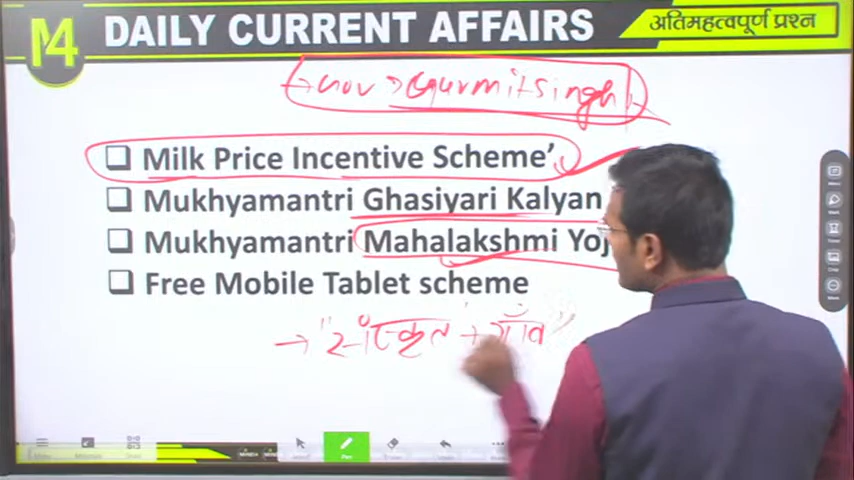 M4 DAILY CURRENT AFFAIRS अतिमहत्वपूर्ण प्रश्न
→ Gov → Gurmit Singh
Milk Price Incentive Scheme’
Mukhyamantri Ghasiyari Kalyan
Mukhyamantri Mahalakshmi Yoj
Free Mobile Tablet scheme
→ "संस्कृत" + गाँव"
Pen